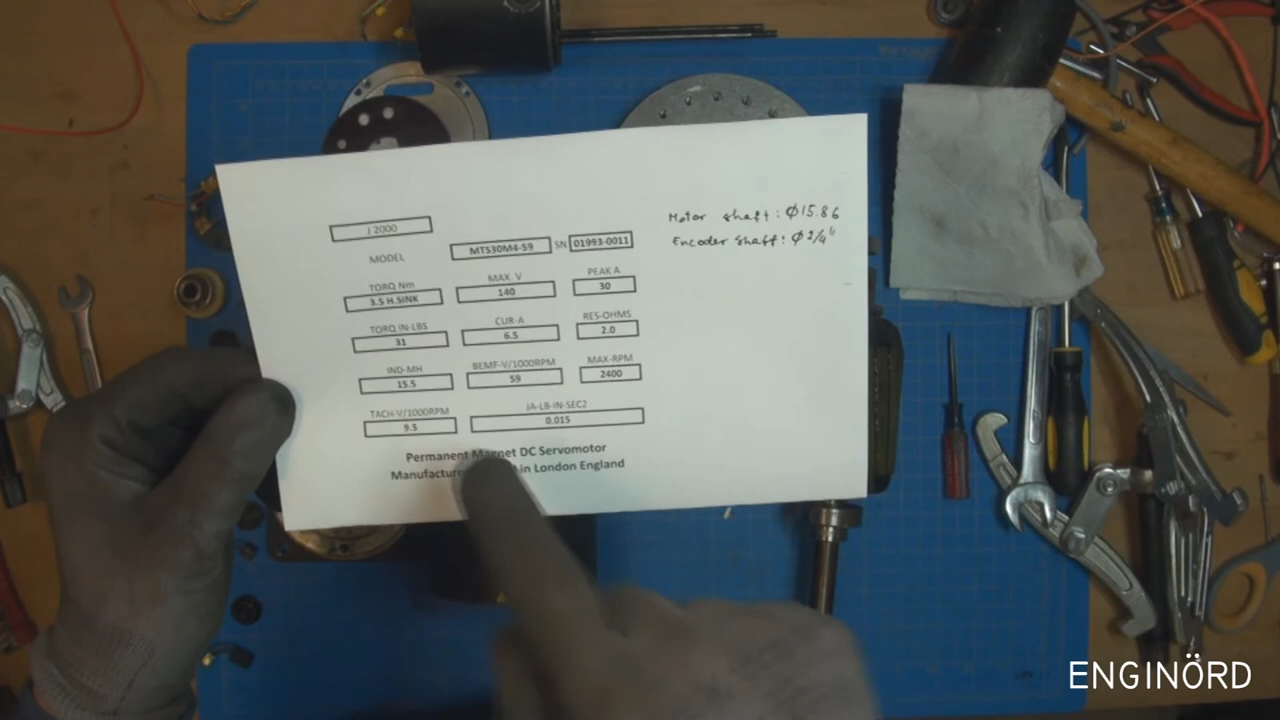 J 2000
MODEL MTS30M4-59 SN 01993-0011
TORQ Nm MAX. V PEAK A
3.5 H.SINK 140 30
TORQ IN-LBS CUR-A RES-OHMS
31 6.5 2.0
IND-MH BEMF-V/1000RPM MAX-RPM
15.5 59 2400
TACH-V/1000RPM JA-LB-IN-SEC2
9.5 0.015
Permanent Magnet DC Servomotor
Manufactured in London England
Motor shaft: Ø15.86
Encoder shaft: Ø 2/4"
ENGINÖRD